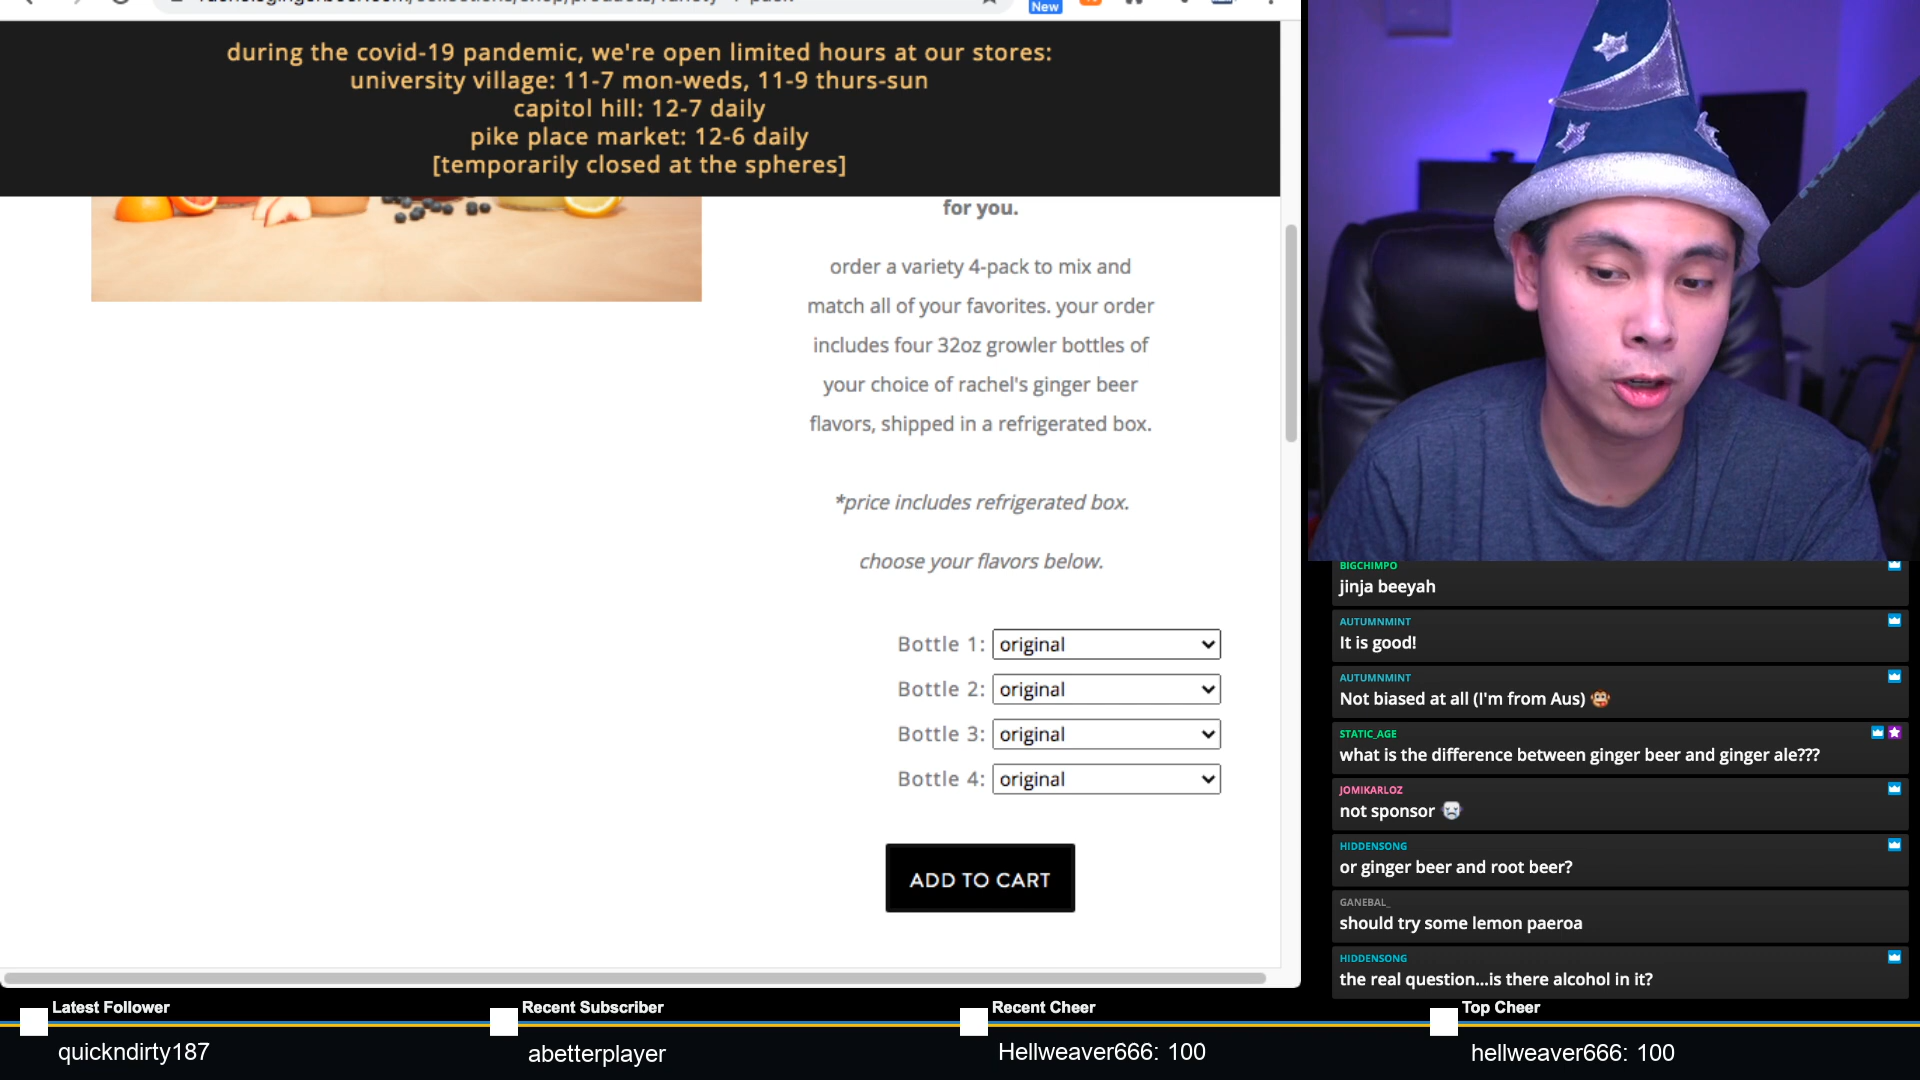 New
during the covid-19 pandemic, we're open limited hours at our stores:
university village: 11-7 mon-weds, 11-9 thurs-sun
capitol hill: 12-7 daily
pike place market: 12-6 daily
[temporarily closed at the spheres]
for you.
order a variety 4-pack to mix and
match all of your favorites. your order
includes four 32oz growler bottles of
your choice of rachel's ginger beer
flavors, shipped in a refrigerated box.
*price includes refrigerated box.
choose your flavors below.
Bottle 1: original
Bottle 2: original
Bottle 3: original
Bottle 4: original
ADD TO CART
BIGCHIMPO
jinja beeyah
AUTUMNMINT
It is good!
AUTUMNMINT
Not biased at all (I'm from Aus)
STATIC_AGE
what is the difference between ginger beer and ginger ale???
JOMIKARLOZ
not sponsor
HIDDENSONG
or ginger beer and root beer?
GANEBAL_
should try some lemon paeroa
HIDDENSONG
the real question...is there alcohol in it?
Latest Follower
quickndirty187
Recent Subscriber
abetterplayer
Recent Cheer
Hellweaver666: 100
Top Cheer
hellweaver666: 100